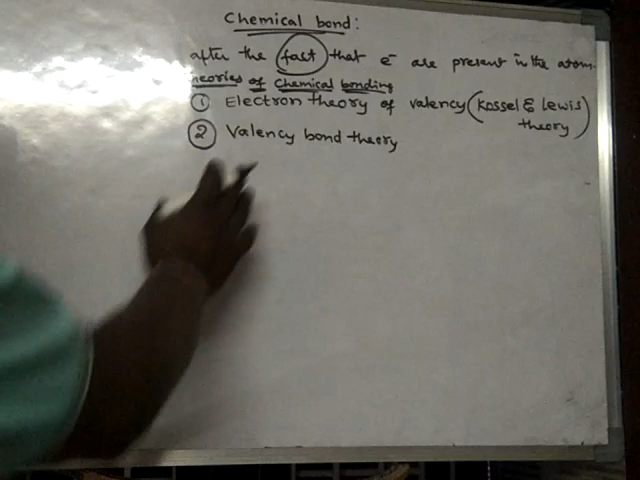 Chemical bond:
after the fast that e⁻ are present in the atom.
theories of chemical bonding
① Electron theory of valency (Kossel & Lewis theory)
② Valency bond theory